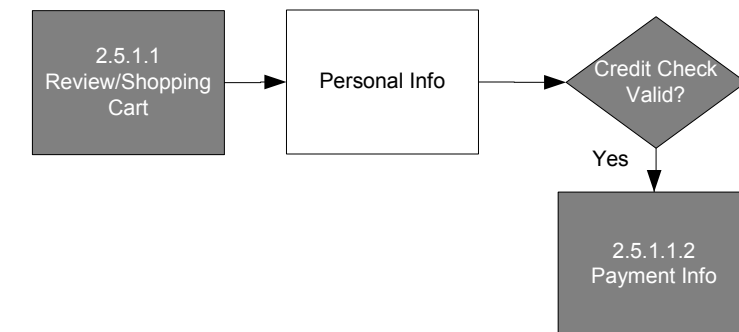 2.5.1.1
Review/Shopping
Cart
Personal Info
Credit Check
Valid?
Yes
2.5.1.1.2
Payment Info